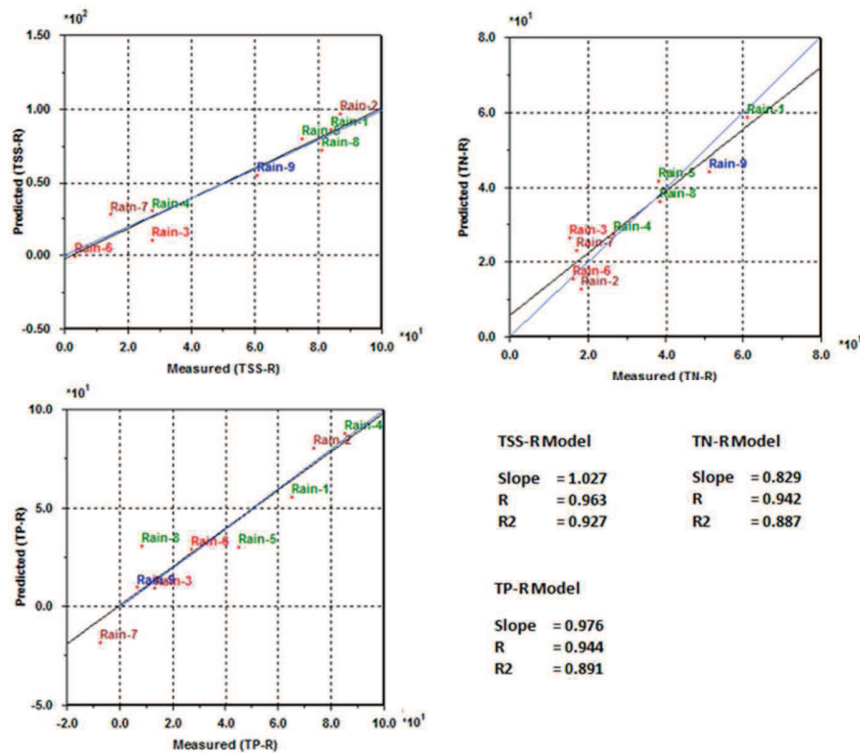 *10²
1.50
1.00
0.50
0.00
-0.50
Predicted (TSS-R)
Rain-2
Rain-1
Rain-8
Rain-9
Rain-7
Rain-4
Rain-3
Rain-6
0.0 2.0 4.0 6.0 8.0 10.0 *10¹
Measured (TSS-R)
*10¹
8.0
6.0
4.0
2.0
0.0
Predicted (TN-R)
Rain-1
Rain-9
Rain-5
Rain-8
Rain-3
Rain-4
Rain-7
Rain-6
Rain-2
0.0 2.0 4.0 6.0 8.0 *10¹
Measured (TN-R)
*10¹
10.0
5.0
0.0
-5.0
Predicted (TP-R)
Rain-4
Rain-2
Rain-1
Rain-8
Rain-6
Rain-5
Rain-9
Rain-3
Rain-7
-2.0 0.0 2.0 4.0 6.0 8.0 10.0 *10¹
Measured (TP-R)
TSS-R Model
Slope = 1.027
R = 0.963
R2 = 0.927
TN-R Model
Slope = 0.829
R = 0.942
R2 = 0.887
TP-R Model
Slope = 0.976
R = 0.944
R2 = 0.891